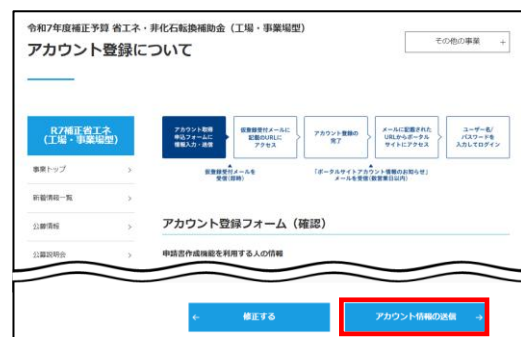 令和7年度補正予算 省エネ・非化石転換補助金（工場・事業場型）
アカウント登録について
その他の事業 +
R7補正省エネ
（工場・事業場型）
事業トップ
新着情報一覧
公募情報
公募説明会
アカウント取得
申込フォームに
情報入力・送信
仮登録受付メールに
記載のURLに
アクセス
アカウント登録の
完了
メールに記載された
URLからポータル
サイトにアクセス
ユーザー名/
パスワードを
入力してログイン
仮登録受付メールを
受信（即時）
「ポータルサイトアカウント情報のお知らせ」
メールを受信（数営業日以内）
アカウント登録フォーム（確認）
申請書作成機能を利用する人の情報
← 修正する
アカウント情報の送信 →